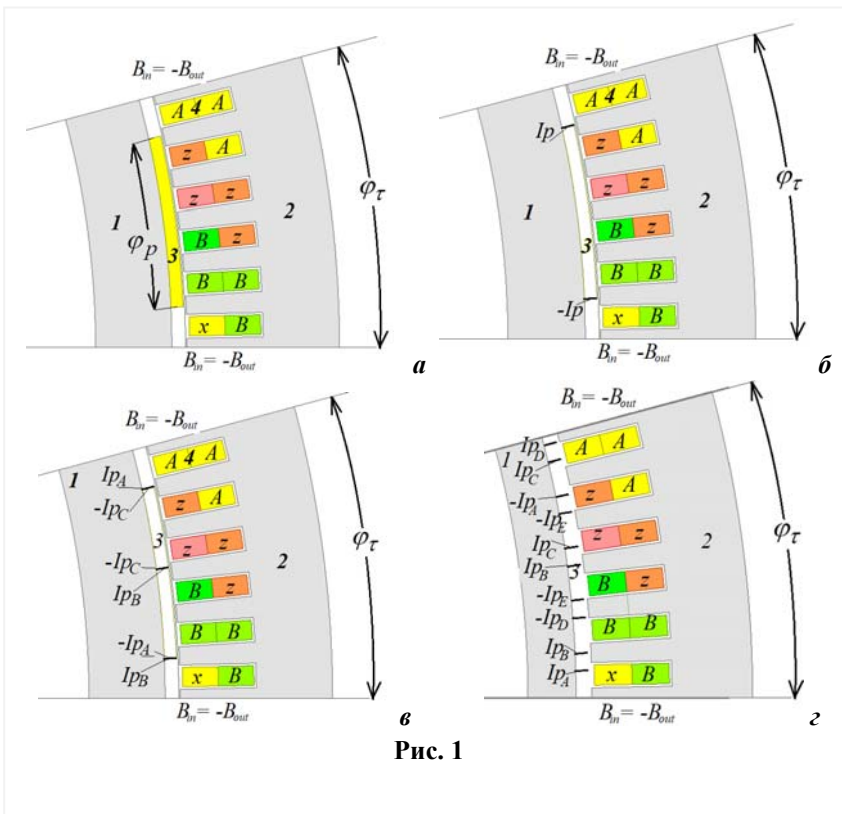 B_in = -B_out
A 4 A
z A
z z
B z
B B
x B
1
2
3
φ_p
φ_τ
B_in = -B_out
а
B_in = -B_out
A 4 A
z A
z z
B z
B B
x B
Ip
-Ip
1
2
3
φ_τ
B_in = -B_out
б
B_in = -B_out
A 4 A
z A
z z
B z
B B
x B
1
Ip_A
-Ip_C
3
-Ip_C
Ip_B
-Ip_A
Ip_B
2
φ_τ
B_in = -B_out
в
B_in = -B_out
A A
z A
z z
B z
B B
x B
Ip_D
1
Ip_C
-Ip_A
-Ip_E
Ip_C
Ip_B
3
-Ip_E
-Ip_D
Ip_B
Ip_A
2
φ_τ
B_in = -B_out
г
Рис. 1